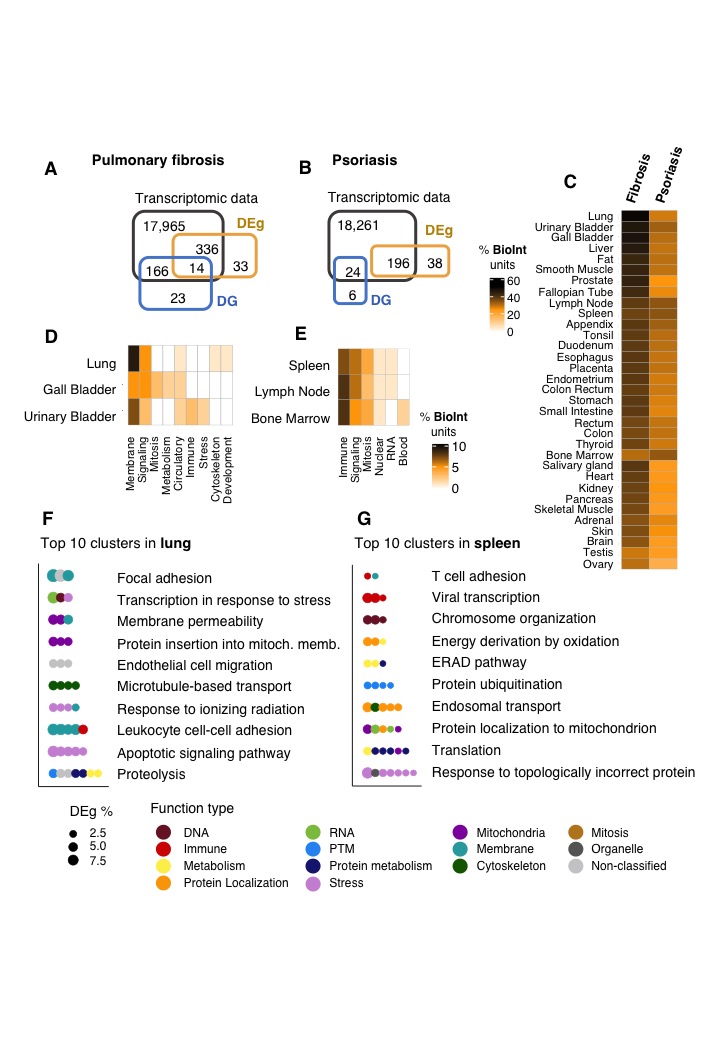 A
Pulmonary fibrosis
Transcriptomic data
DEg
17,965
336
166
14
33
23
DG
B
Psoriasis
Transcriptomic data
DEg
18,261
196
38
24
6
DG
C
Fibrosis
Psoriasis
% BioInt
units
60
40
20
0
Lung
Urinary Bladder
Gall Bladder
Liver
Fat
Smooth Muscle
Prostate
Fallopian Tube
Lymph Node
Spleen
Appendix
Tonsil
Duodenum
Esophagus
Placenta
Endometrium
Colon Rectum
Stomach
Small Intestine
Rectum
Colon
Thyroid
Bone Marrow
Salivary gland
Heart
Kidney
Pancreas
Skeletal Muscle
Adrenal
Skin
Brain
Testis
Ovary
D
Lung
Gall Bladder
Urinary Bladder
Membrane
Signaling
Mitosis
Metabolism
Circulatory
Immune
Stress
Cytoskeleton
Development
E
Spleen
Lymph Node
Bone Marrow
Immune
Signaling
Mitosis
Nuclear
RNA
Blood
% BioInt
units
10
5
0
F
Top 10 clusters in lung
Focal adhesion
Transcription in response to stress
Membrane permeability
Protein insertion into mitoch. memb.
Endothelial cell migration
Microtubule-based transport
Response to ionizing radiation
Leukocyte cell-cell adhesion
Apoptotic signaling pathway
Proteolysis
G
Top 10 clusters in spleen
T cell adhesion
Viral transcription
Chromosome organization
Energy derivation by oxidation
ERAD pathway
Protein ubiquitination
Endosomal transport
Protein localization to mitochondrion
Translation
Response to topologically incorrect protein
DEg %
2.5
5.0
7.5
Function type
DNA
Immune
Metabolism
Protein Localization
RNA
PTM
Protein metabolism
Stress
Mitochondria
Membrane
Cytoskeleton
Mitosis
Organelle
Non-classified